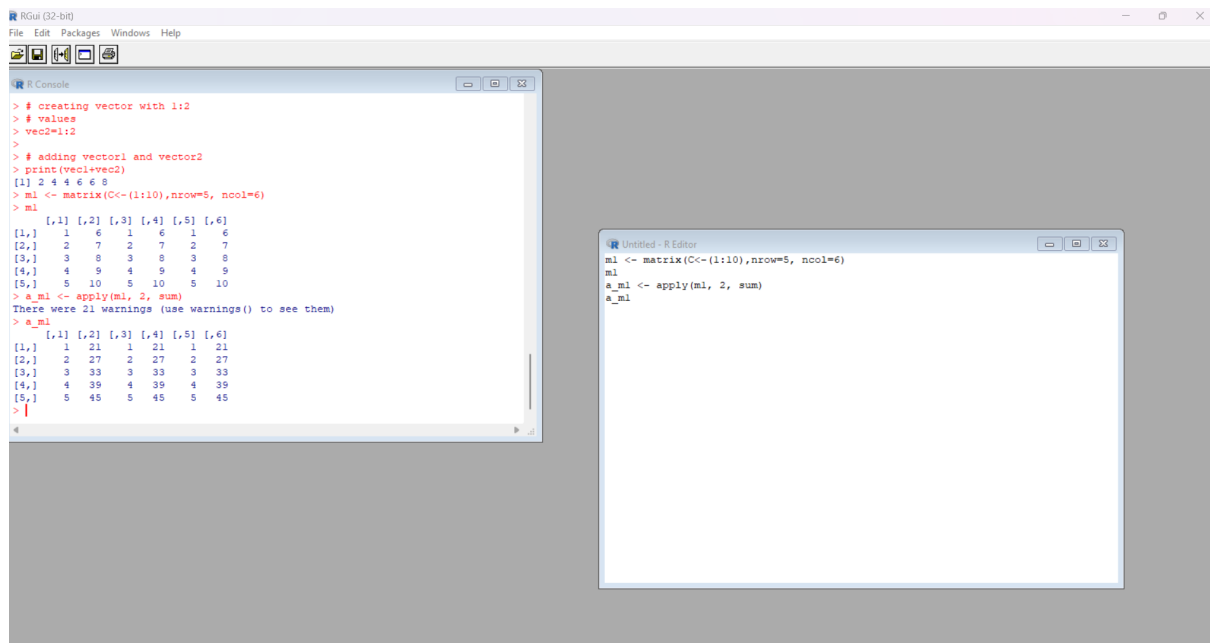 RGui (32-bit)
File Edit Packages Windows Help
R Console
> # creating vector with 1:2
> # values
> vec2=1:2
>
> # adding vector1 and vector2
> print(vec1+vec2)
[1] 2 4 4 6 6 8
> m1 <- matrix(C<-(1:10),nrow=5, ncol=6)
> m1
     [,1] [,2] [,3] [,4] [,5] [,6]
[1,]    1    6    1    6    1    6
[2,]    2    7    2    7    2    7
[3,]    3    8    3    8    3    8
[4,]    4    9    4    9    4    9
[5,]    5   10    5   10    5   10
> a_m1 <- apply(m1, 2, sum)
There were 21 warnings (use warnings() to see them)
> a_m1
     [,1] [,2] [,3] [,4] [,5] [,6]
[1,]    1   21    1   21    1   21
[2,]    2   27    2   27    2   27
[3,]    3   33    3   33    3   33
[4,]    4   39    4   39    4   39
[5,]    5   45    5   45    5   45
>
Untitled - R Editor
m1 <- matrix(C<-(1:10),nrow=5, ncol=6)
m1
a_m1 <- apply(m1, 2, sum)
a_m1